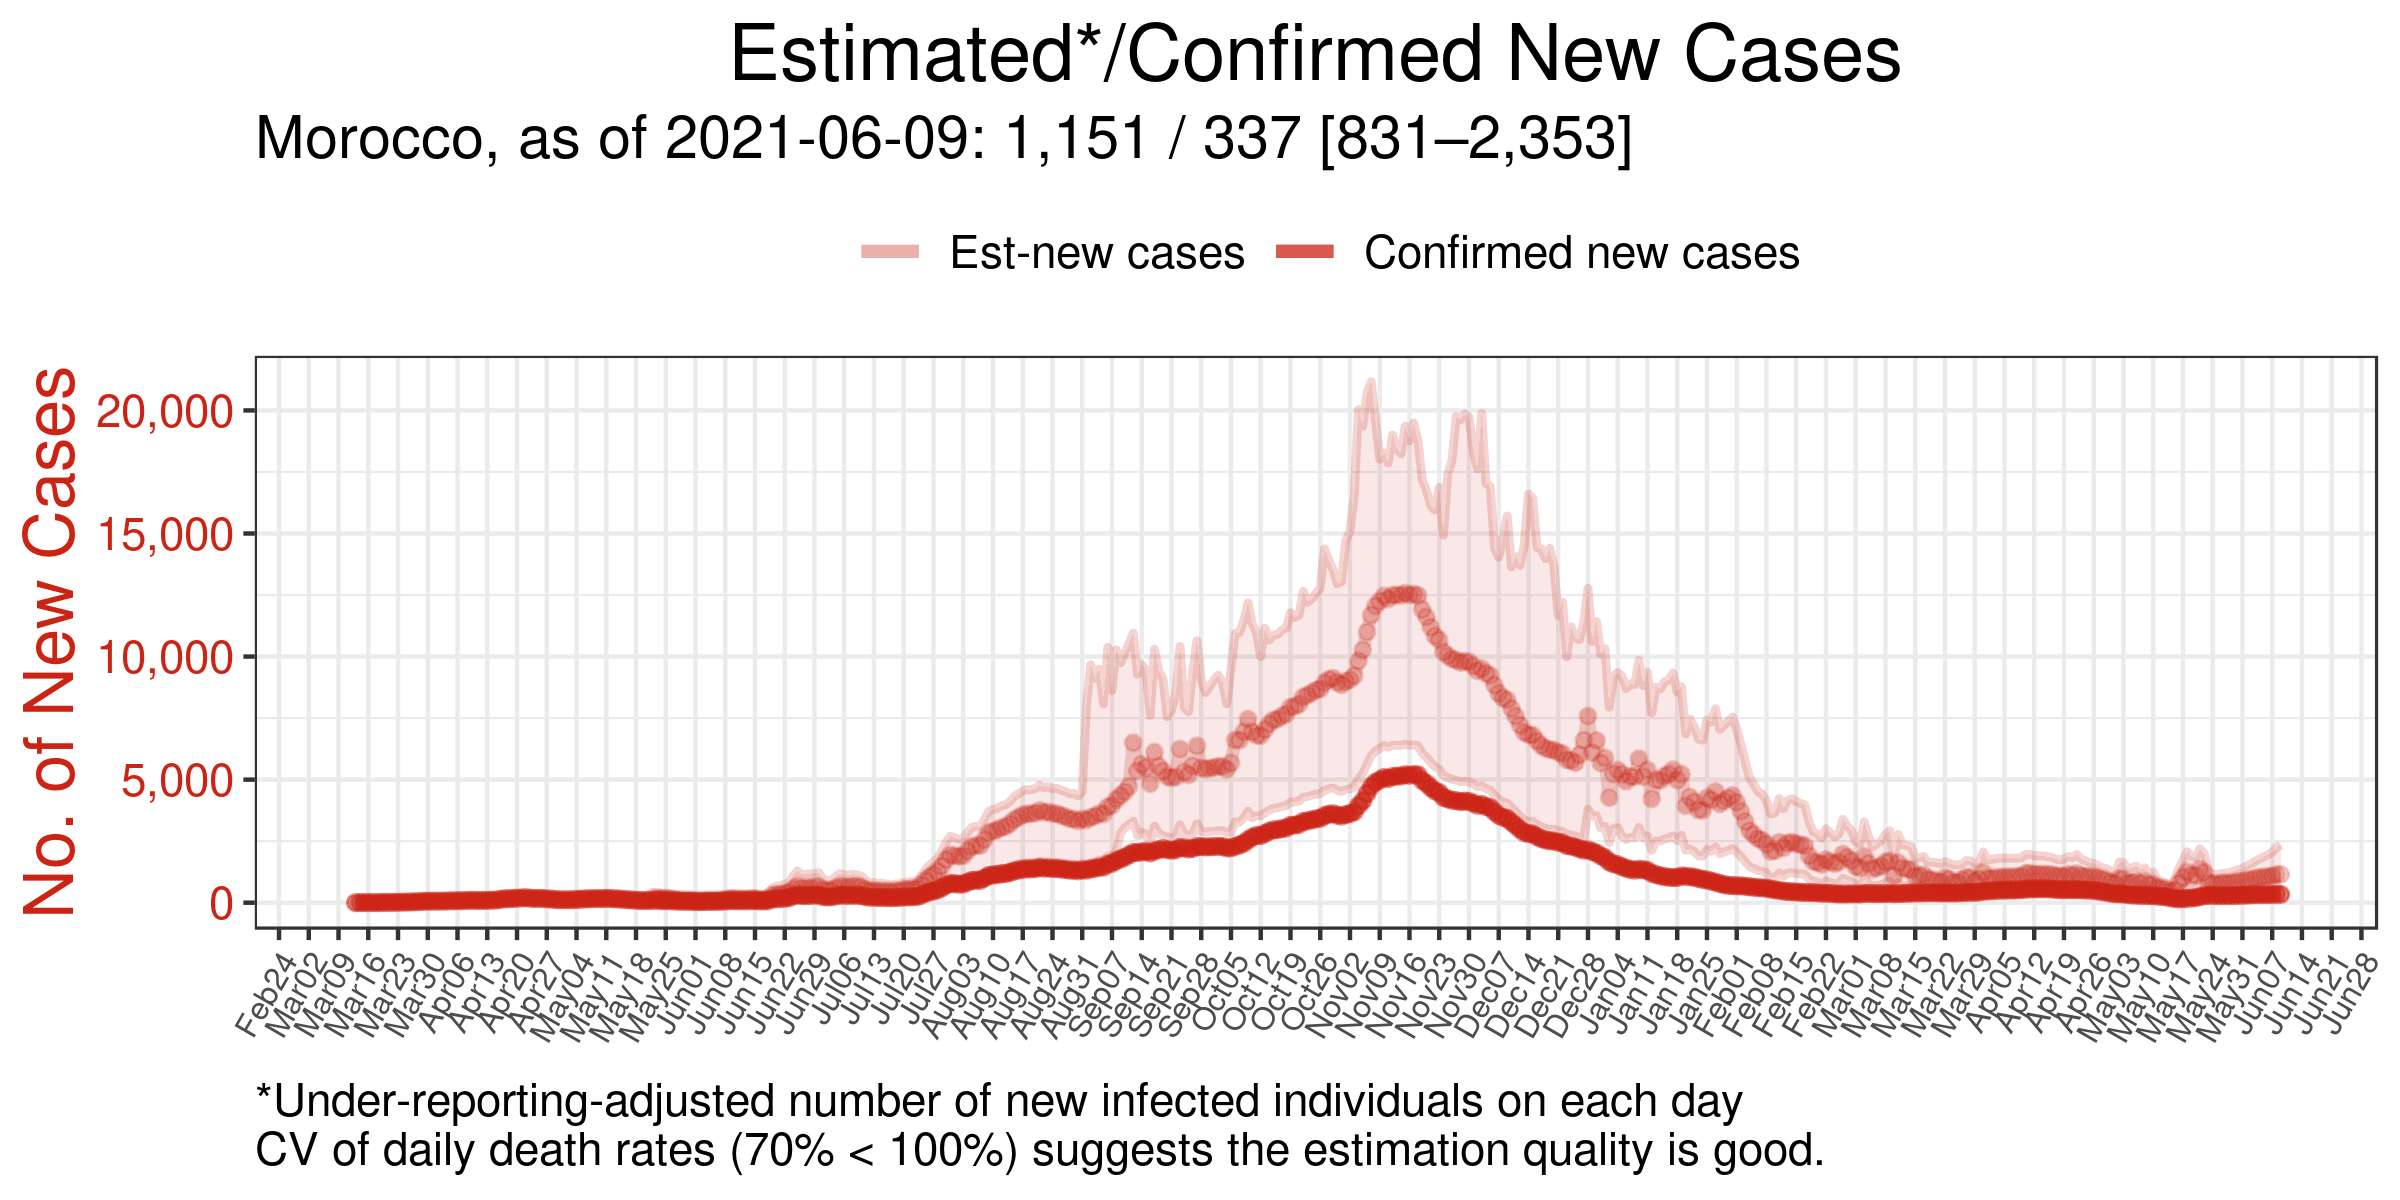 Estimated*/Confirmed New Cases
Morocco, as of 2021-06-09: 1,151 / 337 [831–2,353]
Est-new cases
Confirmed new cases
No. of New Cases
20,000
15,000
10,000
5,000
0
Feb24
Mar02
Mar09
Mar16
Mar23
Mar30
Apr06
Apr13
Apr20
Apr27
May04
May11
May18
May25
Jun01
Jun08
Jun15
Jun22
Jun29
Jul06
Jul13
Jul20
Jul27
Aug03
Aug10
Aug17
Aug24
Aug31
Sep07
Sep14
Sep21
Sep28
Oct05
Oct12
Oct19
Oct26
Nov02
Nov09
Nov16
Nov23
Nov30
Dec07
Dec14
Dec21
Dec28
Jan04
Jan11
Jan18
Jan25
Feb01
Feb08
Feb15
Feb22
Mar01
Mar08
Mar15
Mar22
Mar29
Apr05
Apr12
Apr19
Apr26
May03
May10
May17
May24
May31
Jun07
Jun14
Jun21
Jun28
*Under-reporting-adjusted number of new infected individuals on each day
CV of daily death rates (70% < 100%) suggests the estimation quality is good.